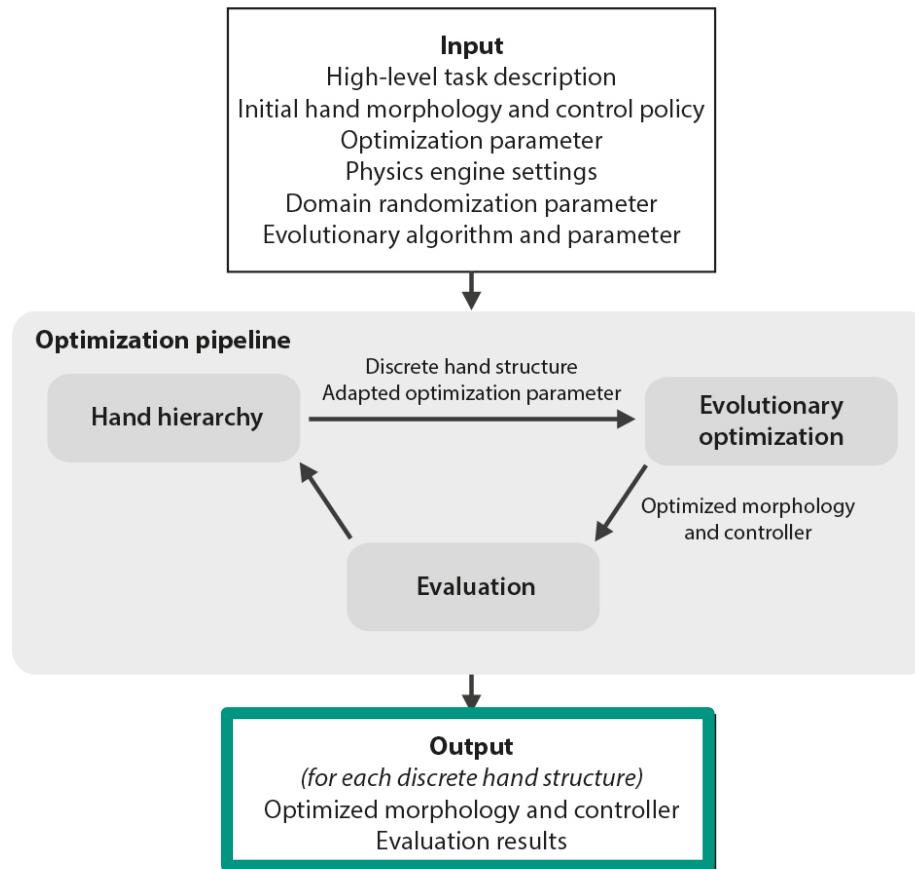 Input
High-level task description
Initial hand morphology and control policy
Optimization parameter
Physics engine settings
Domain randomization parameter
Evolutionary algorithm and parameter
Optimization pipeline
Discrete hand structure
Adapted optimization parameter
Hand hierarchy
Evolutionary
optimization
Optimized morphology
and controller
Evaluation
Output
(for each discrete hand structure)
Optimized morphology and controller
Evaluation results